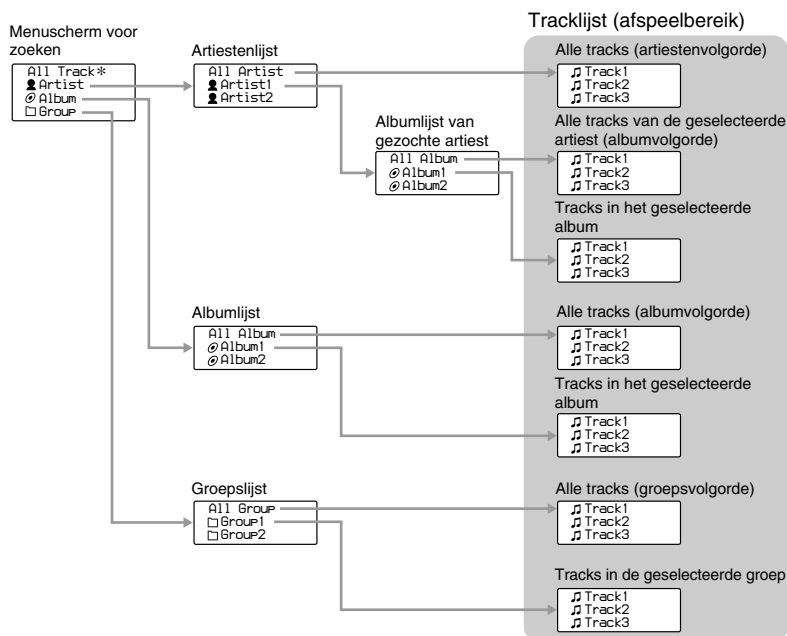 Tracklijst (afspeelbereik)
Menuscherm voor
zoeken
All Track*
Artist
Album
Group
Artiestenlijst
All Artist
Artist1
Artist2
Alle tracks (artiestenvolgorde)
Track1
Track2
Track3
Albumlijst van
gezochte artiest
All Album
Album1
Album2
Alle tracks van de geselecteerde
artiest (albumvolgorde)
Track1
Track2
Track3
Tracks in het geselecteerde
album
Track1
Track2
Track3
Albumlijst
All Album
Album1
Album2
Alle tracks (albumvolgorde)
Track1
Track2
Track3
Tracks in het geselecteerde
album
Track1
Track2
Track3
Groepslijst
All Group
Group1
Group2
Alle tracks (groepsvolgorde)
Track1
Track2
Track3
Tracks in de geselecteerde groep
Track1
Track2
Track3